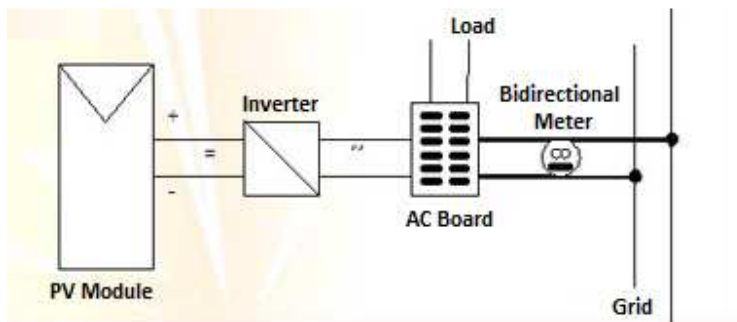 Load
Inverter
Bidirectional
Meter
+
=
~
-
AC Board
PV Module
Grid